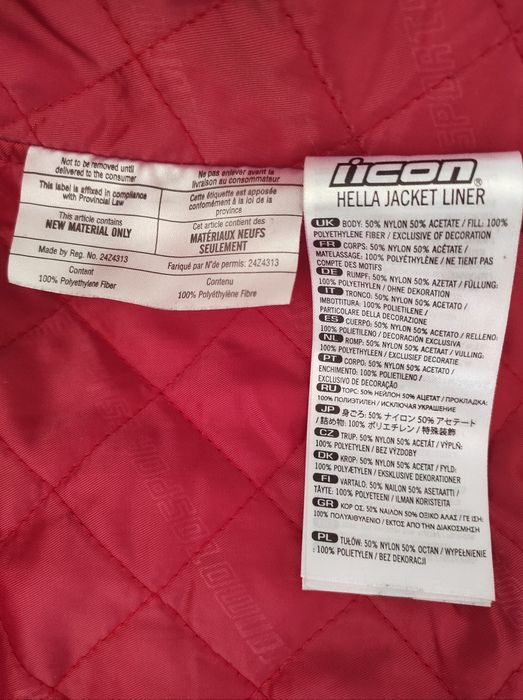 Not to be removed until
delivered to the consumer
This label is affixed in compliance
with Provincial Law
This article contains
NEW MATERIAL ONLY
Made by Reg. No. 24Z4313
Content
100% Polyethylene Fiber
Ne pas enlever avant la
livraison au consommateur
Cette étiquette est apposée
conformément à la loi de la
province
Cet article contient des
MATÉRIAUX NEUFS
SEULEMENT
Fariqué par N°de permis: 24Z4313
Contenu
100% Polyéthylène Fibre
iicon®
HELLA JACKET LINER
UK BODY: 50% NYLON 50% ACETATE / FILL: 100%
POLYETHYLENE FIBER / EXCLUSIVE OF DECORATION
FR CORPS: 50% NYLON 50% ACÉTATE /
MATELASSAGE: 100% POLYÉTHYLÈNE / NE TIENT PAS
COMPTE DES MOTIFS
DE RUMPF: 50% NYLON 50% AZETAT / FÜLLUNG:
100% POLYETHYLEN / OHNE DEKORATION
IT TRONCO: 50% NYLON 50% ACETATO /
IMBOTTITURA: 100% POLIETILENE /
PARTICOLARE DELLA DECORAZIONE
ES CUERPO: 50% NYLON 50% ACETATO / RELLENO:
100% POLIETILENO / DECORACIÓN EXCLUSIVA
NL ROMP: 50% NYLON 50% ACETAAT / VULLING:
100% POLYETHYLEEN / EXCLUSIEF DECORATIE
PT CORPO: 50% NYLON 50% ACETATO /
ENCHIMENTO: 100% POLIETILENO /
EXCLUSIVO DE DECORAÇÃO
RU ТОРС: 50% НЕЙЛОН 50% АЦЕТАТ / ПРОКЛАДКА:
100% ПОЛИЭТИЛЕН / ИСКЛЮЧАЯ УКРАШЕНИЕ
JP 身ごろ: 50% ナイロン 50% アセテート
/ 詰め物: 100% ポリエチレン / 特殊装飾
CZ TRUP: 50% NYLON 50% ACETÁT / VÝPLŇ:
100% POLYETYLEN / BEZ VÝZDOBY
DK KROP: 50% NYLON 50% ACETAT / FYLD:
100% POLYÆTYLEN / EKSKLUSIVE DEKORATIONER
FI VARTALO: 50% NAILON 50% ASETAATTI /
TÄYTE: 100% POLYETEENI / ILMAN KORISTEITA
GR ΚΟΡ ΟΣ: 50% ΝΑΙΛΟΝ 50% ΟΞΙΚΟ ΑΛΑΣ / ΓΕ ΙΣΗ:
100% ΠΟΛΥΑΙΘΥΛΕΝΙΟ / ΕΚΤΟΣ ΑΠΟ ΤΗΝ ΔΙΑΚΟΣΜΗΣΗ
PL TUŁÓW: 50% NYLON 50% OCTAN / WYPEŁNIENIE
: 100% POLIETYLEN / BEZ DEKORACJI